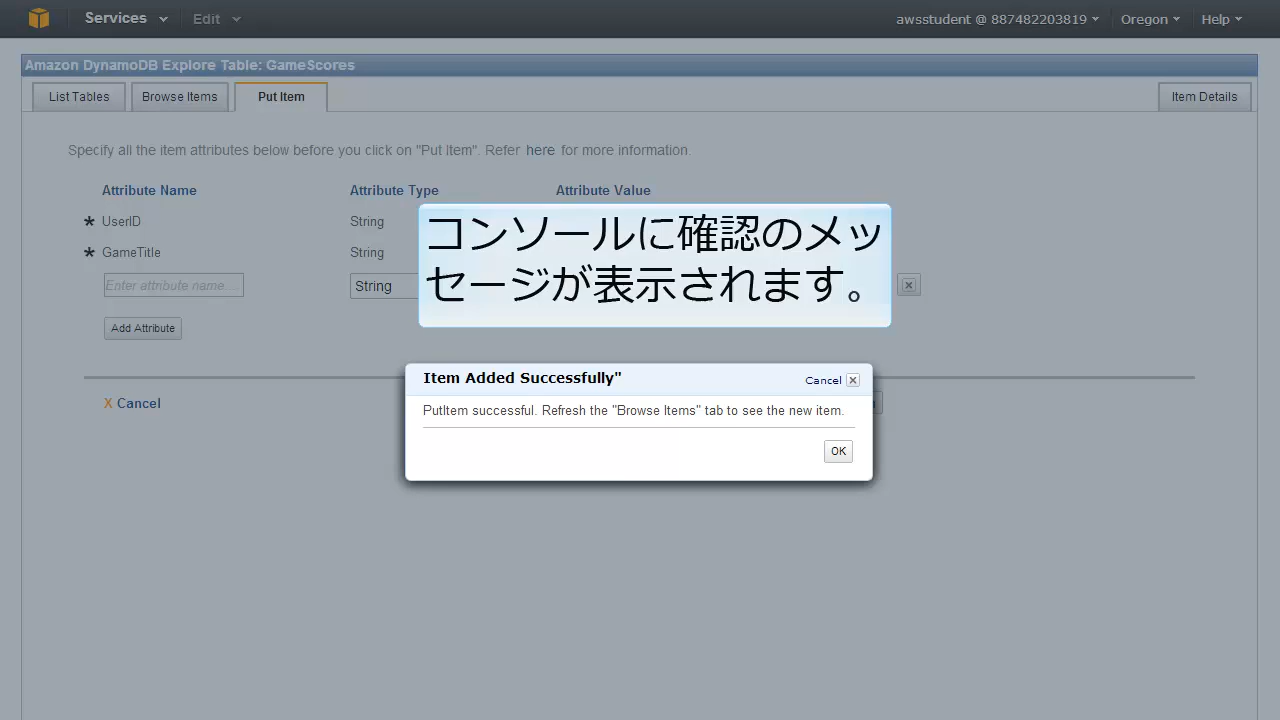 Services Edit awsstudent @ 887482203819 Oregon Help
Amazon DynamoDB Explore Table: GameScores
List Tables Browse Items Put Item Item Details
Specify all the item attributes below before you click on "Put Item". Refer here for more information.
Attribute Name Attribute Type Attribute Value
* UserID String
* GameTitle String
Enter attribute name... String
コンソールに確認のメッ
セージが表示されます。
Add Attribute
Item Added Successfully" Cancel
X Cancel
PutItem successful. Refresh the "Browse Items" tab to see the new item.
OK